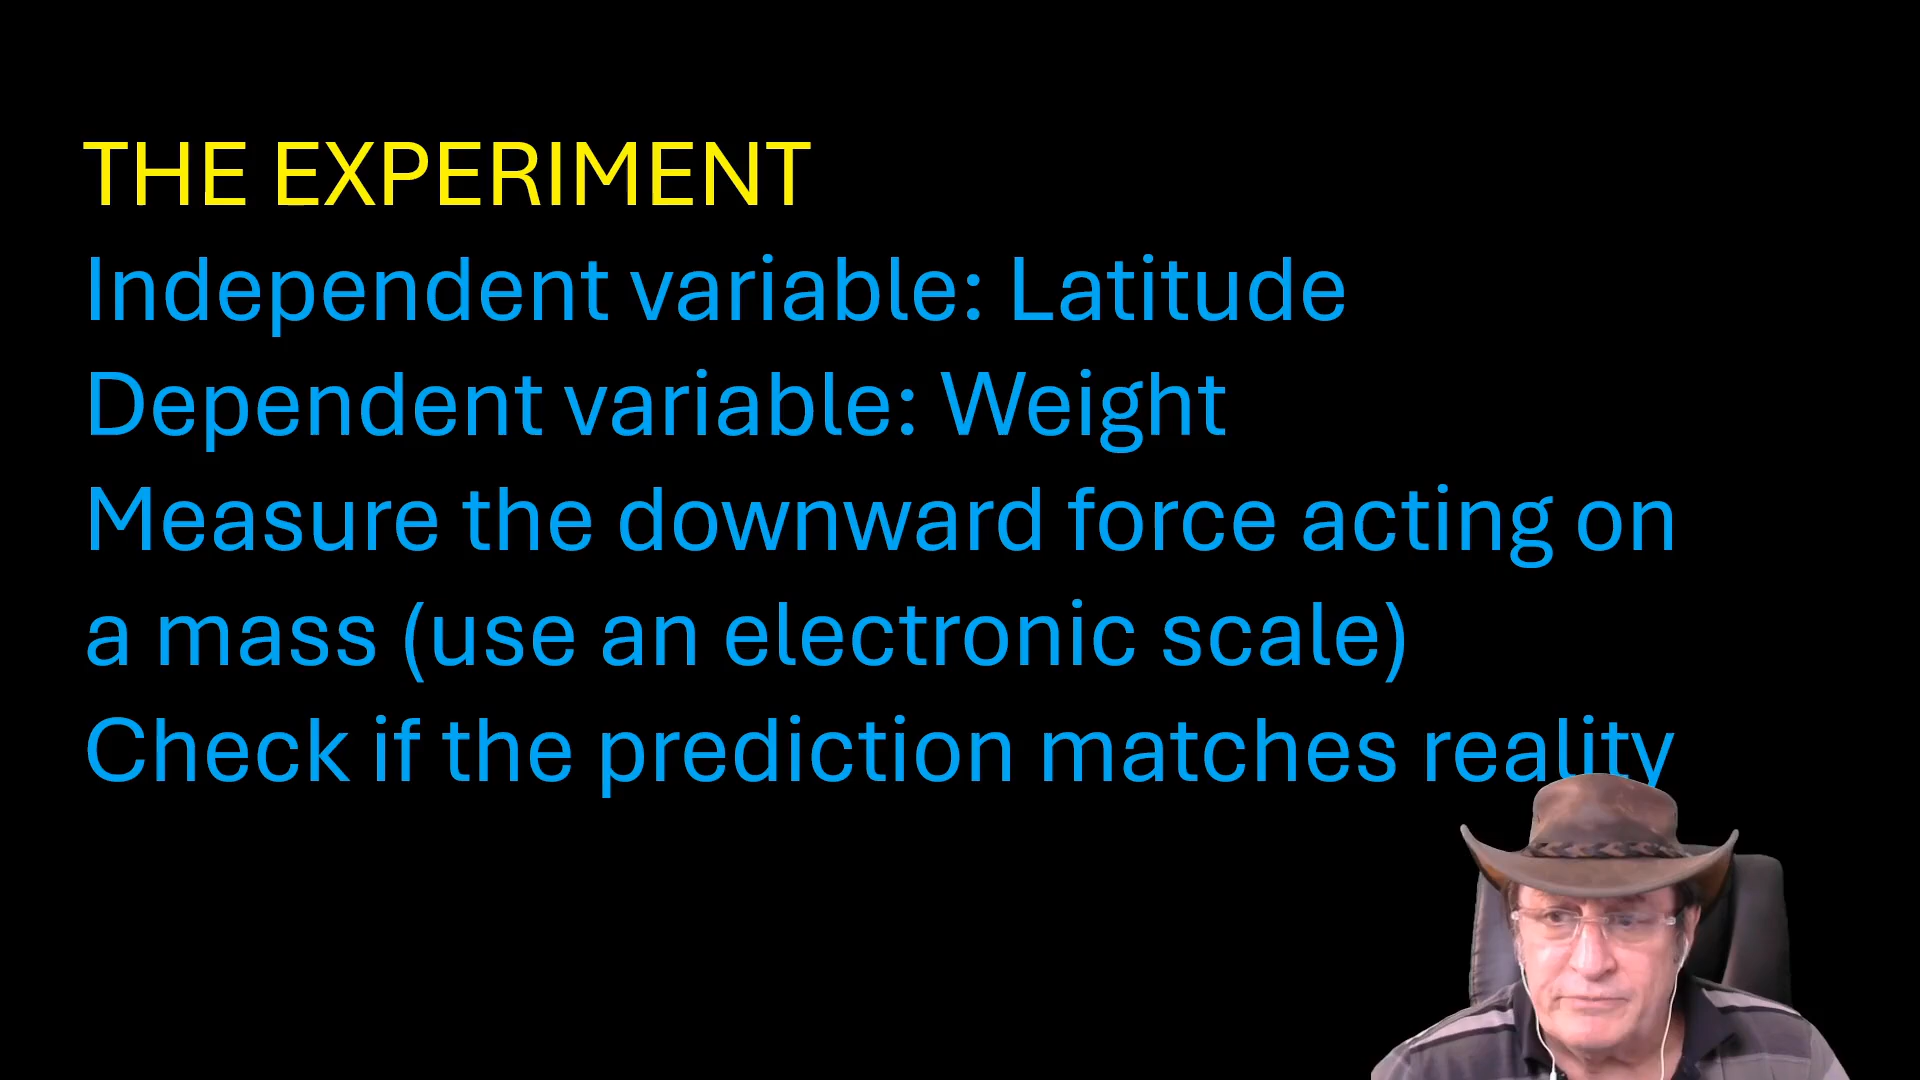 THE EXPERIMENT
Independent variable: Latitude
Dependent variable: Weight
Measure the downward force acting on
a mass (use an electronic scale)
Check if the prediction matches reality